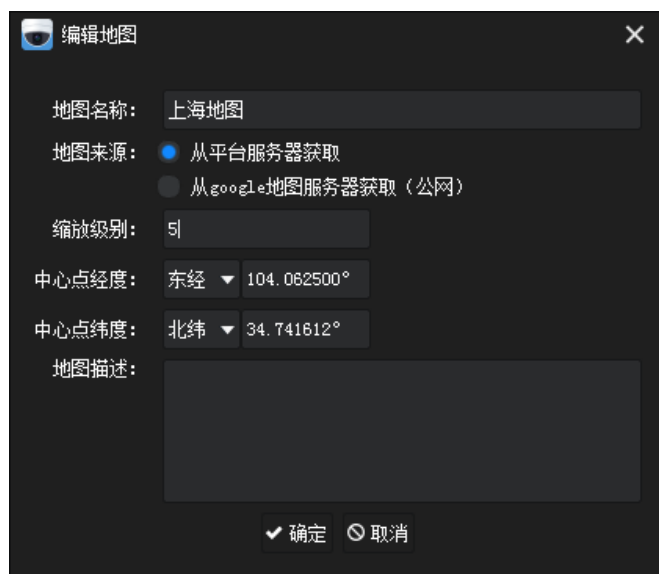 编辑地图
地图名称： 上海地图
地图来源： 从平台服务器获取
从google地图服务器获取（公网）
缩放级别： 5
中心点经度： 东经 104.062500°
中心点纬度： 北纬 34.741612°
地图描述：
确定 取消